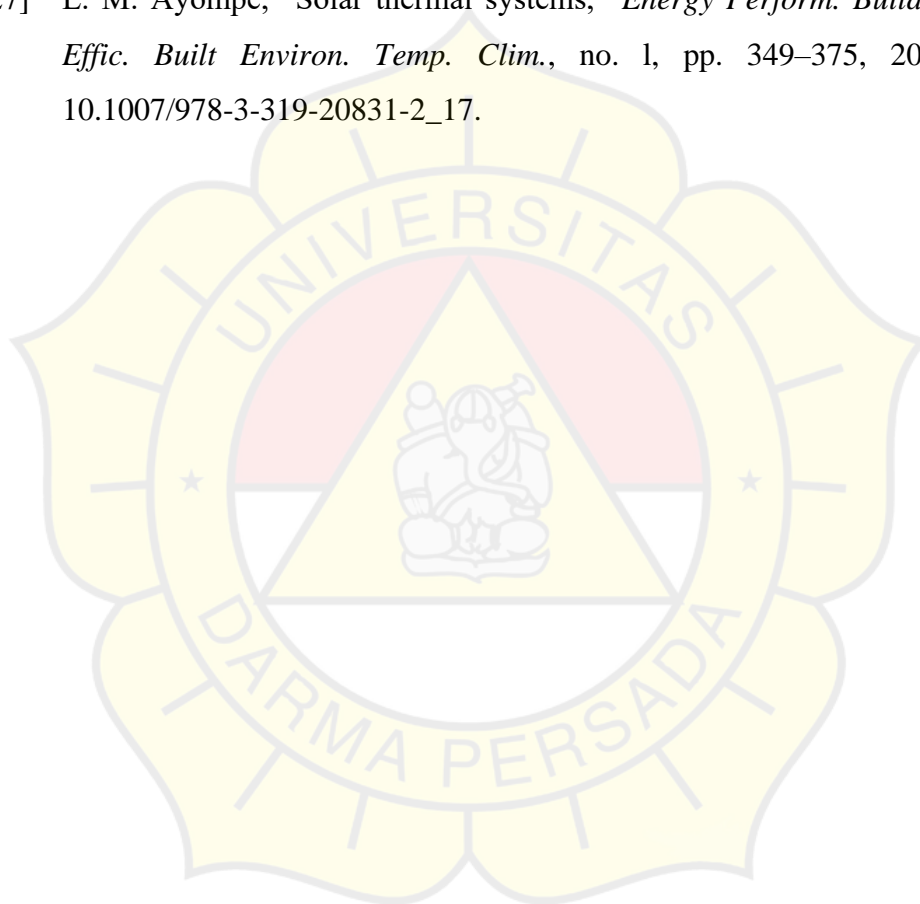 7] L. M. Ayompe, “Solar thermal systems,” Energy Perform. Build
Effic. Built Environ. Temp. Clim., no. l, pp. 349–375, 20
10.1007/978-3-319-20831-2_17.
UNIVERSITAS
DARMA PERSADA